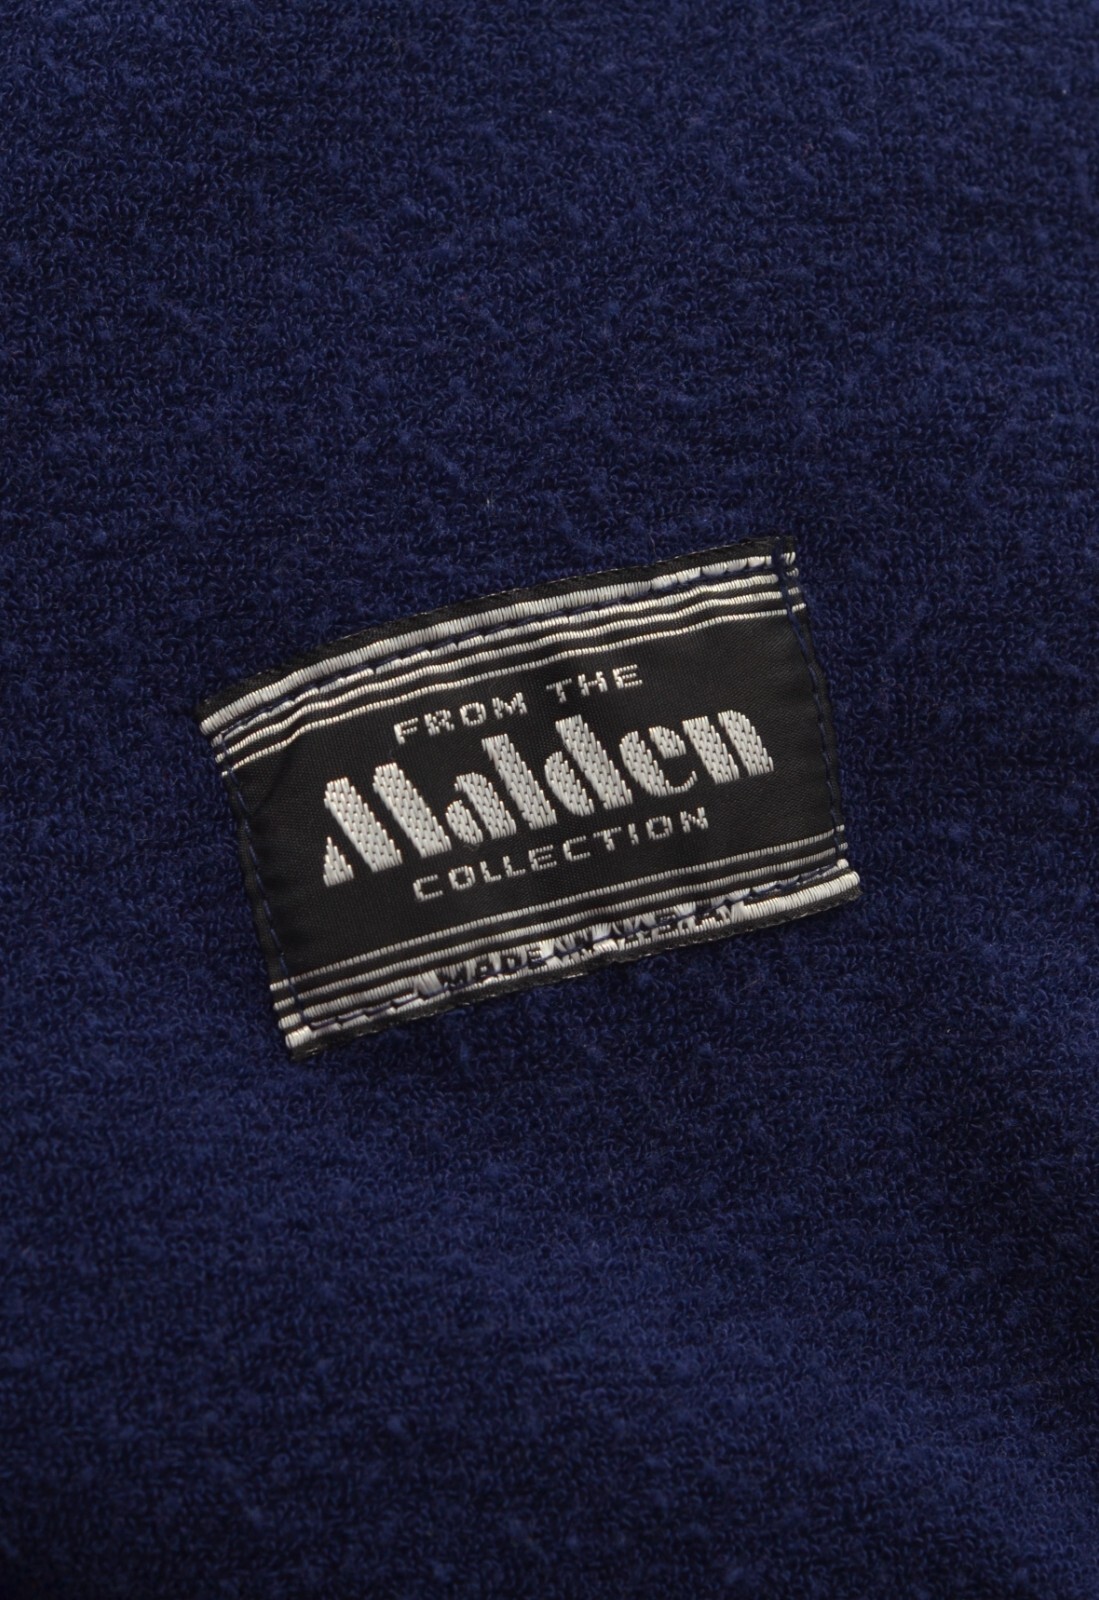 FROM THE
Malden
COLLECTION
MADE IN U.S.A.